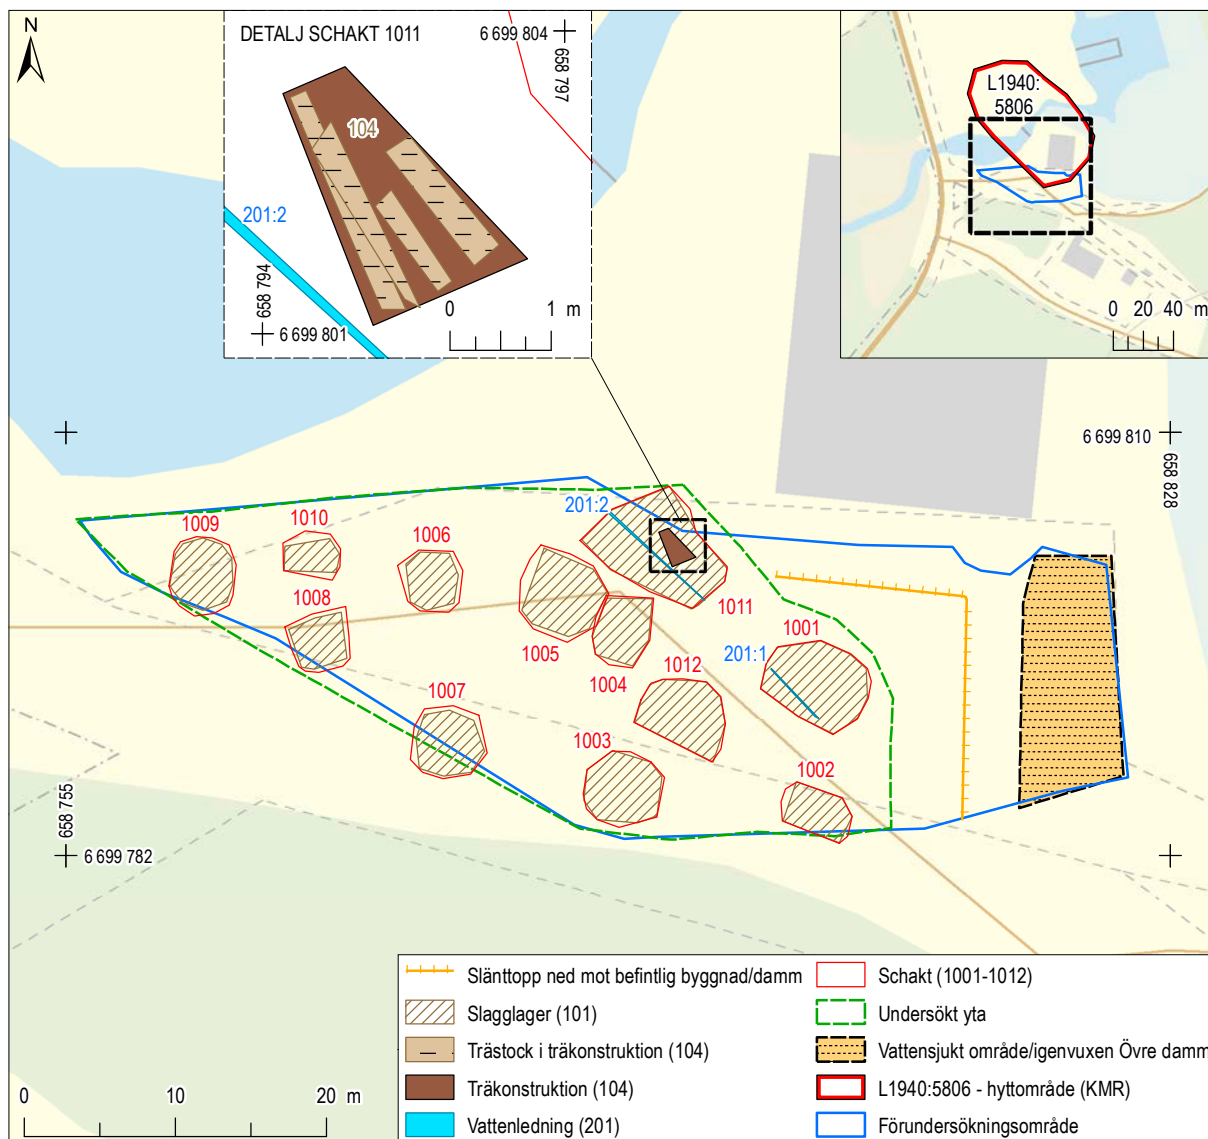 N
DETALJ SCHAKT 1011
6 699 804
658 797
104
201:2
658 794
6 699 801
0 1 m
L1940:
5806
0 20 40 m
6 699 810
658 828
201:2
1009
1010
1006
1008
1005
1004
1011
1001
201:1
1012
1007
1003
1002
658 755
6 699 782
0 10 20 m
Slänttopp ned mot befintlig byggnad/damm
Slagglager (101)
Trästock i träkonstruktion (104)
Träkonstruktion (104)
Vattenledning (201)
Schakt (1001-1012)
Undersökt yta
Vattensjukt område/igenvuxen Övre damm
L1940:5806 - hyttområde (KMR)
Förundersökningsområde